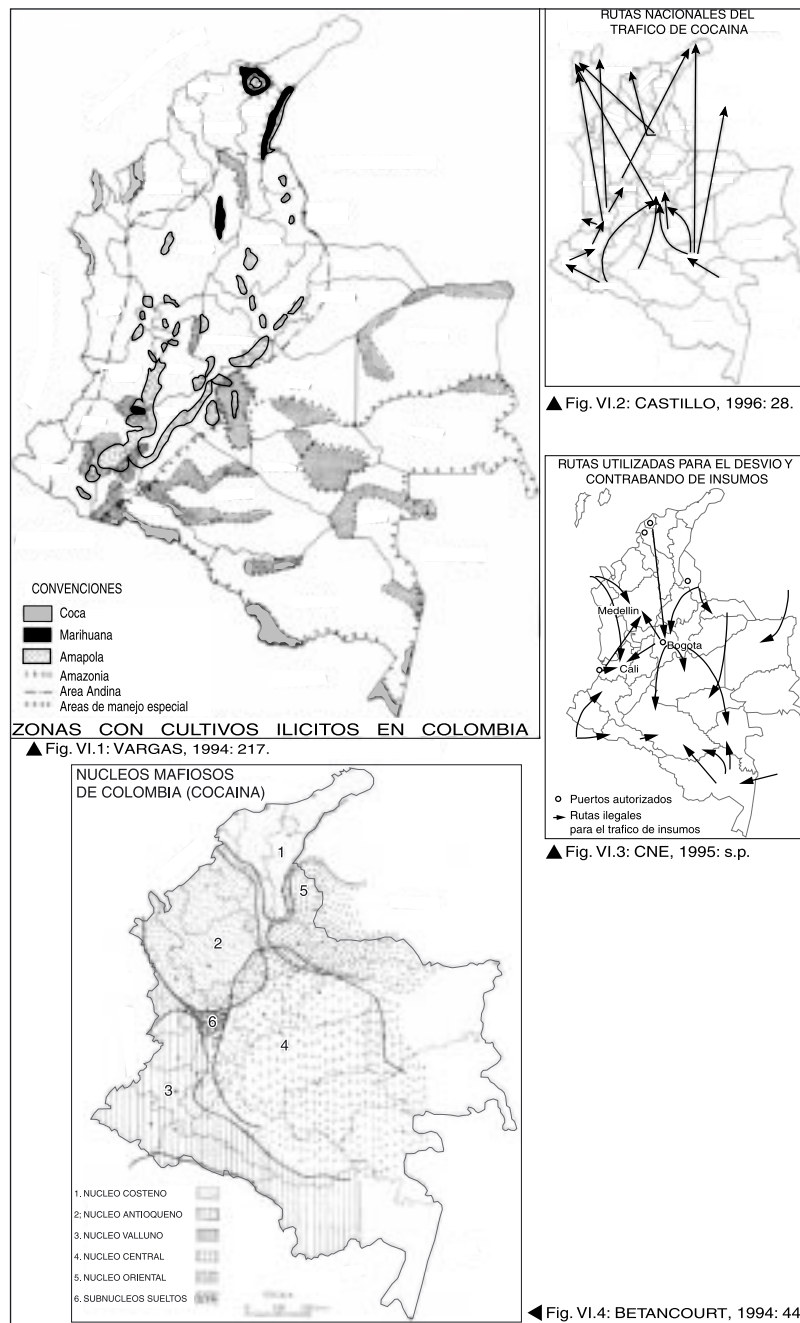 CONVENCIONES
Coca
Marihuana
Amapola
Amazonia
Area Andina
Areas de manejo especial
ZONAS CON CULTIVOS ILICITOS EN COLOMBIA
▲ Fig. VI.1: VARGAS, 1994: 217.
RUTAS NACIONALES DEL
TRAFICO DE COCAINA
▲ Fig. VI.2: CASTILLO, 1996: 28.
RUTAS UTILIZADAS PARA EL DESVIO Y
CONTRABANDO DE INSUMOS
Medellin
Bogota
Cali
Puertos autorizados
Rutas ilegales
para el trafico de insumos
▲ Fig. VI.3: CNE, 1995: s.p.
NUCLEOS MAFIOSOS
DE COLOMBIA (COCAINA)
1
5
2
6
4
3
1. NUCLEO COSTENO
2; NUCLEO ANTIOQUENO
3. NUCLEO VALLUNO
4. NUCLEO CENTRAL
5. NUCLEO ORIENTAL
6. SUBNUCLEOS SUELTOS
◀ Fig. VI.4: BETANCOURT, 1994: 44